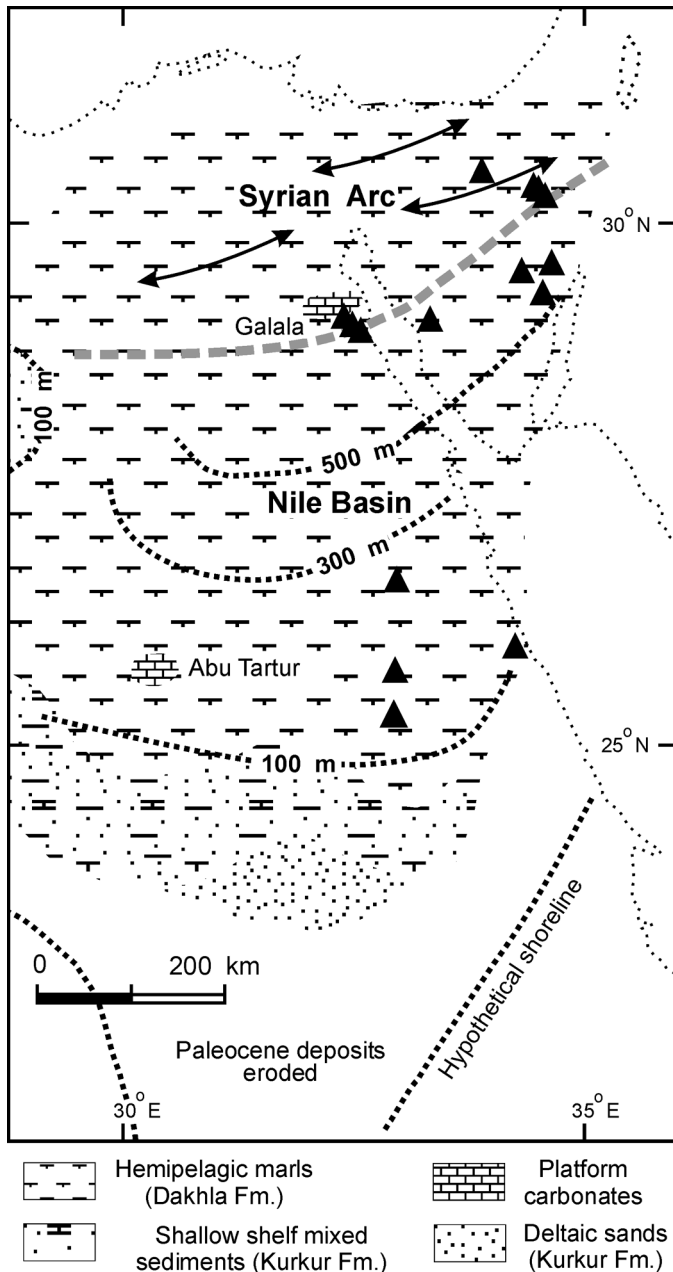 Syrian Arc
30° N
Galala
100 m
500 m
Nile Basin
300 m
Abu Tartur
25° N
100 m
Hypothetical shoreline
0 200 km
Paleocene deposits
eroded
30° E
35° E
Hemipelagic marls
(Dakhla Fm.)
Platform
carbonates
Shallow shelf mixed
sediments (Kurkur Fm.)
Deltaic sands
(Kurkur Fm.)